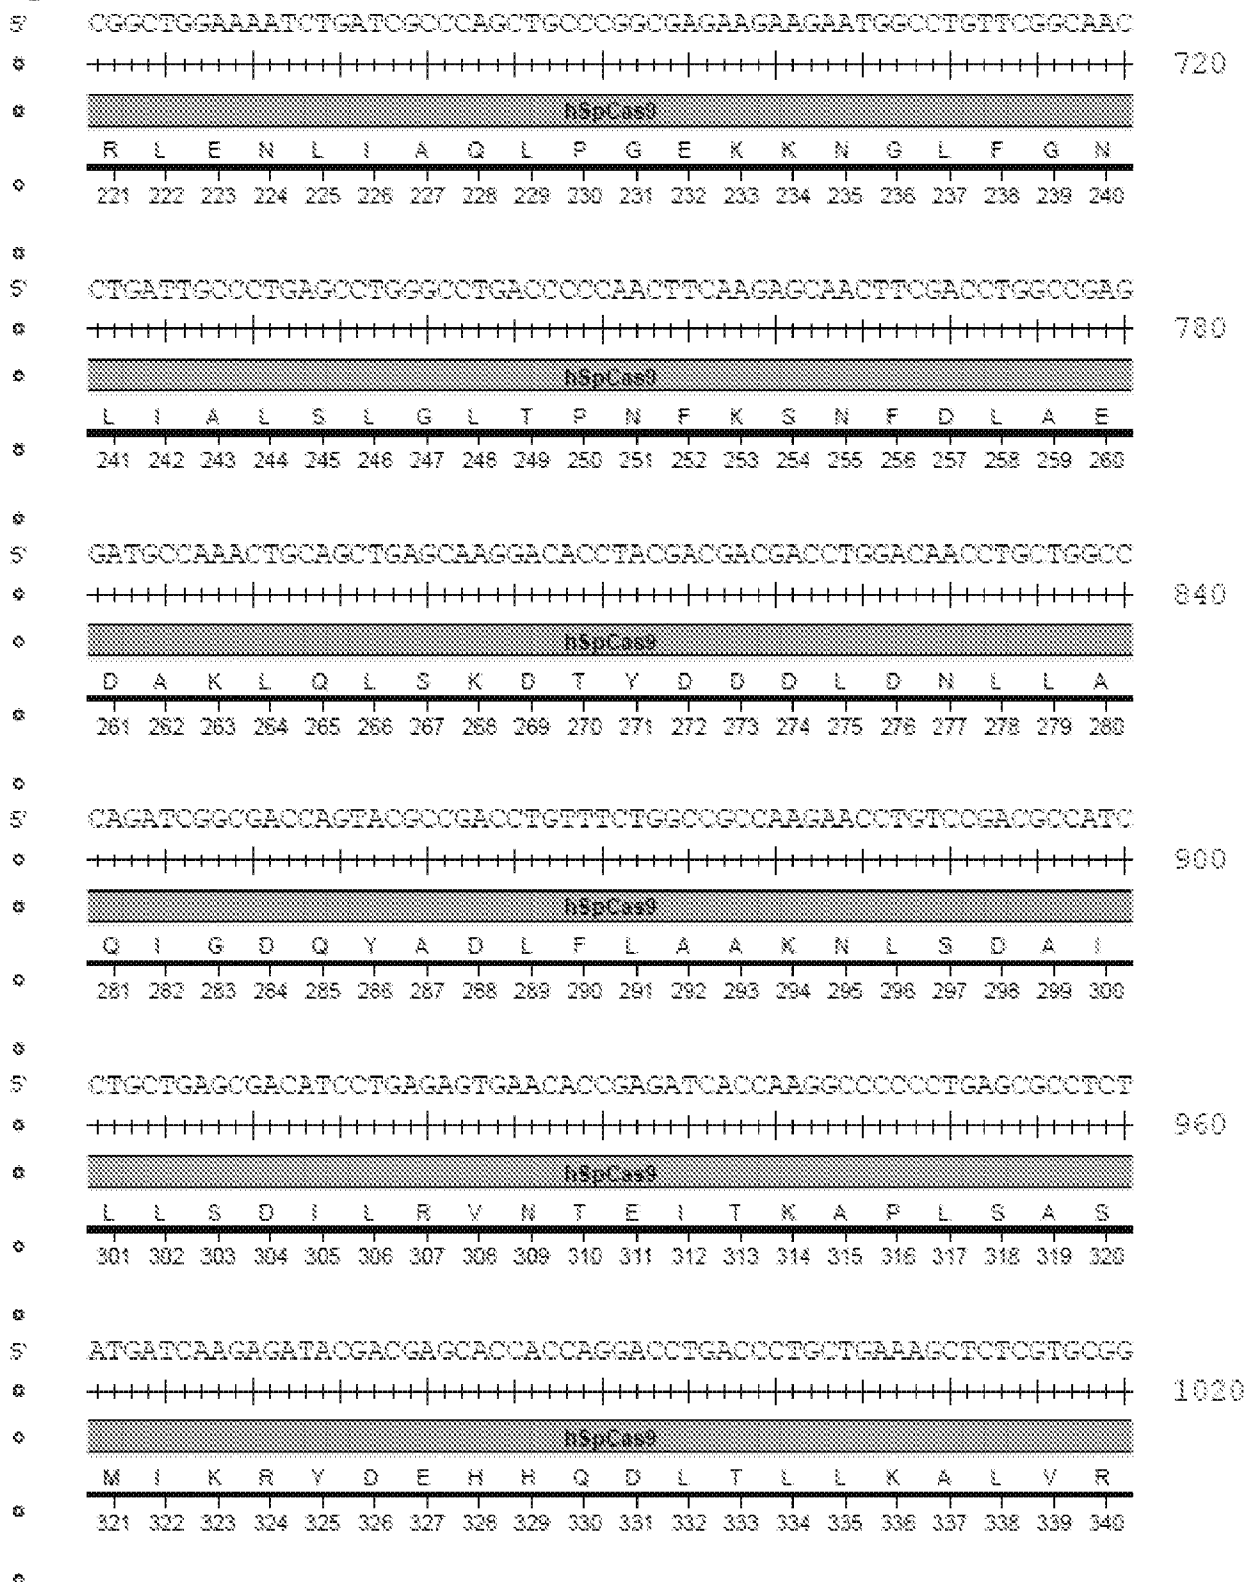 5' CGGCTGGAAAATCTGATCGCCCAGCTGCCCGGCGAGAAGAAGAATGGCCTGTTCGGCAAC
720
hSpCas9
R L E N L I A Q L P G E K K N G L F G N
221 222 223 224 225 226 227 228 229 230 231 232 233 234 235 236 237 238 239 240
5' CTGATTGCCCTGAGCCTGGGCCTGACCCCCAACTTCAAGAGCAACTTCGACCTGGCCGAG
780
hSpCas9
L I A L S L G L T P N F K S N F D L A E
241 242 243 244 245 246 247 248 249 250 251 252 253 254 255 256 257 258 259 260
5' GATGCCAAACTGCAGCTGAGCAAGGACACCTACGACGACGACCTGGACAACCTGCTGGCC
840
hSpCas9
D A K L Q L S K D T Y D D D L D N L L A
261 262 263 264 265 266 267 268 269 270 271 272 273 274 275 276 277 278 279 280
5' CAGATCGGCGACCAGTACGCCGACCTGTTTCTGGCCGCCAAGAACCTGTCCGACGCCATC
900
hSpCas9
Q I G D Q Y A D L F L A A K N L S D A I
281 282 283 284 285 286 287 288 289 290 291 292 293 294 295 296 297 298 299 300
5' CTGCTGAGCGACATCCTGAGAGTGAACACCGAGATCACCAAGGCCCCCCTGAGCGCCTCT
960
hSpCas9
L L S D I L R V N T E I T K A P L S A S
301 302 303 304 305 306 307 308 309 310 311 312 313 314 315 316 317 318 319 320
5' ATGATCAAGAGATACGACGAGCACCACCAGGACCTGACCCTGCTGAAAGCTCTCGTGCGG
1020
hSpCas9
M I K R Y D E H H Q D L T L L K A L V R
321 322 323 324 325 326 327 328 329 330 331 332 333 334 335 336 337 338 339 340